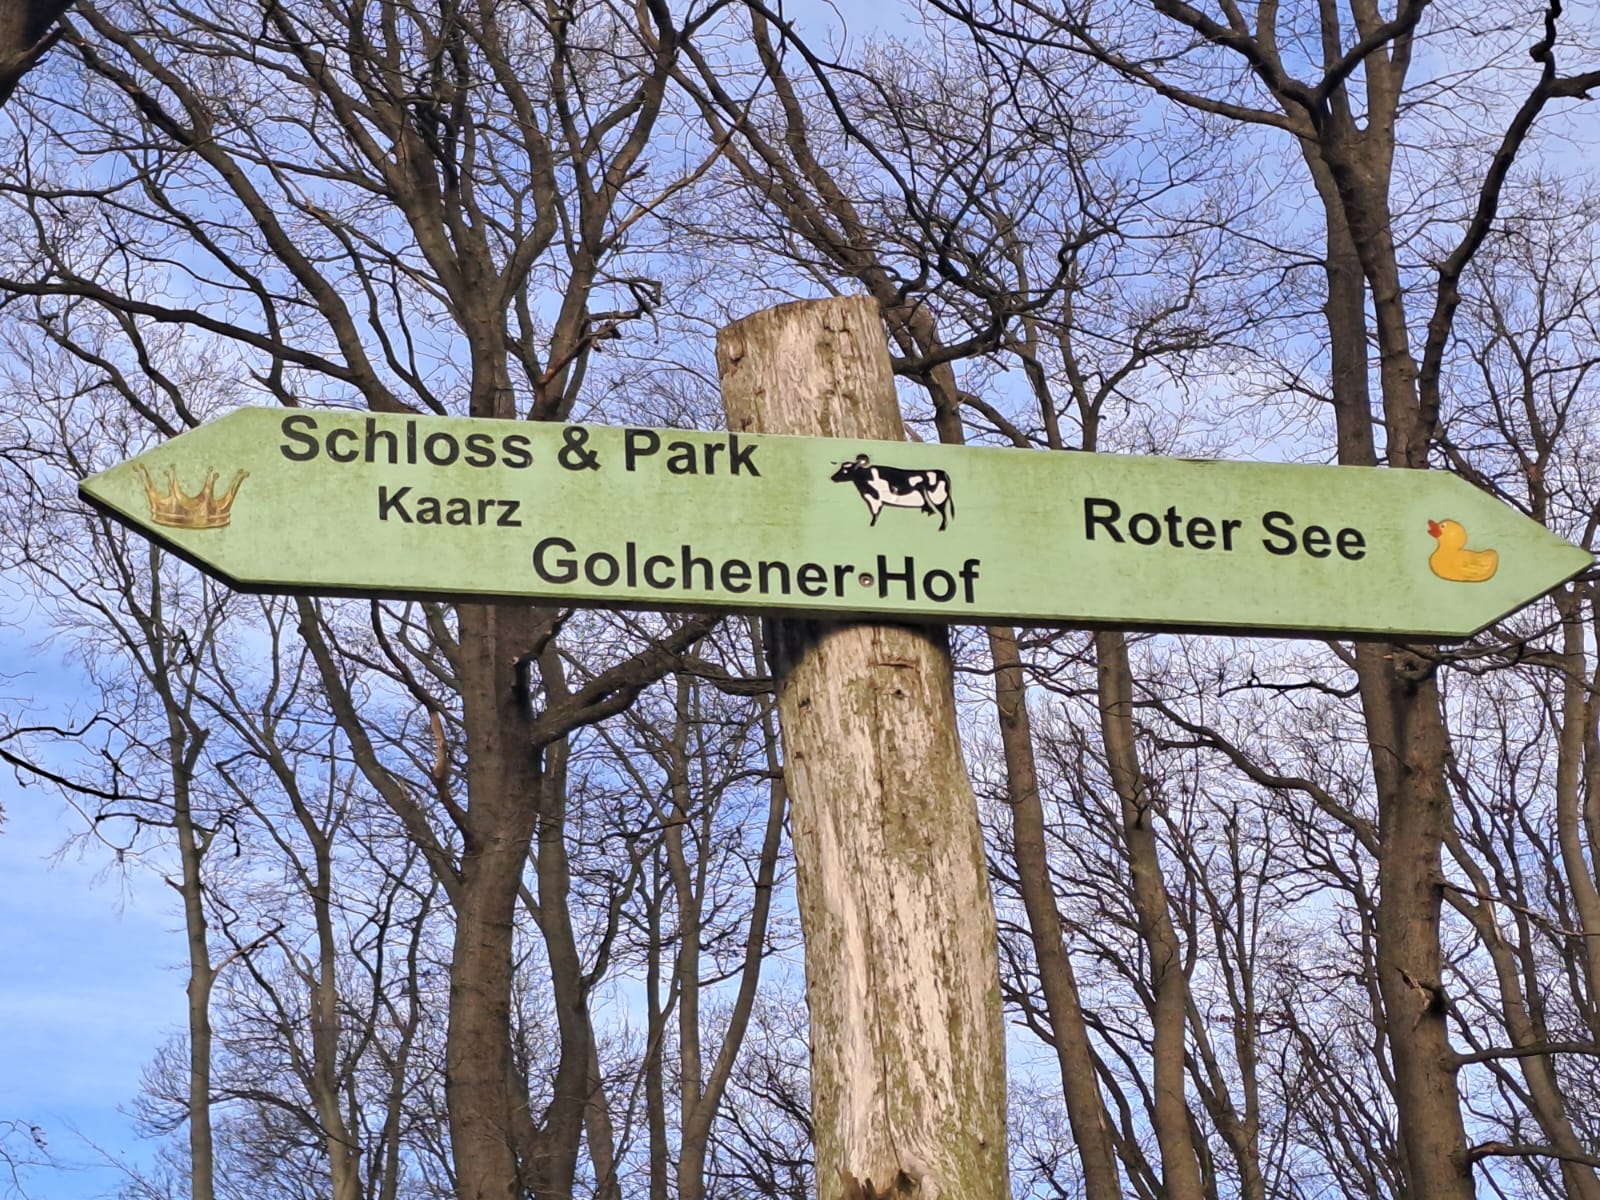 Schloss & Park
Kaarz
Golchener Hof
Roter See